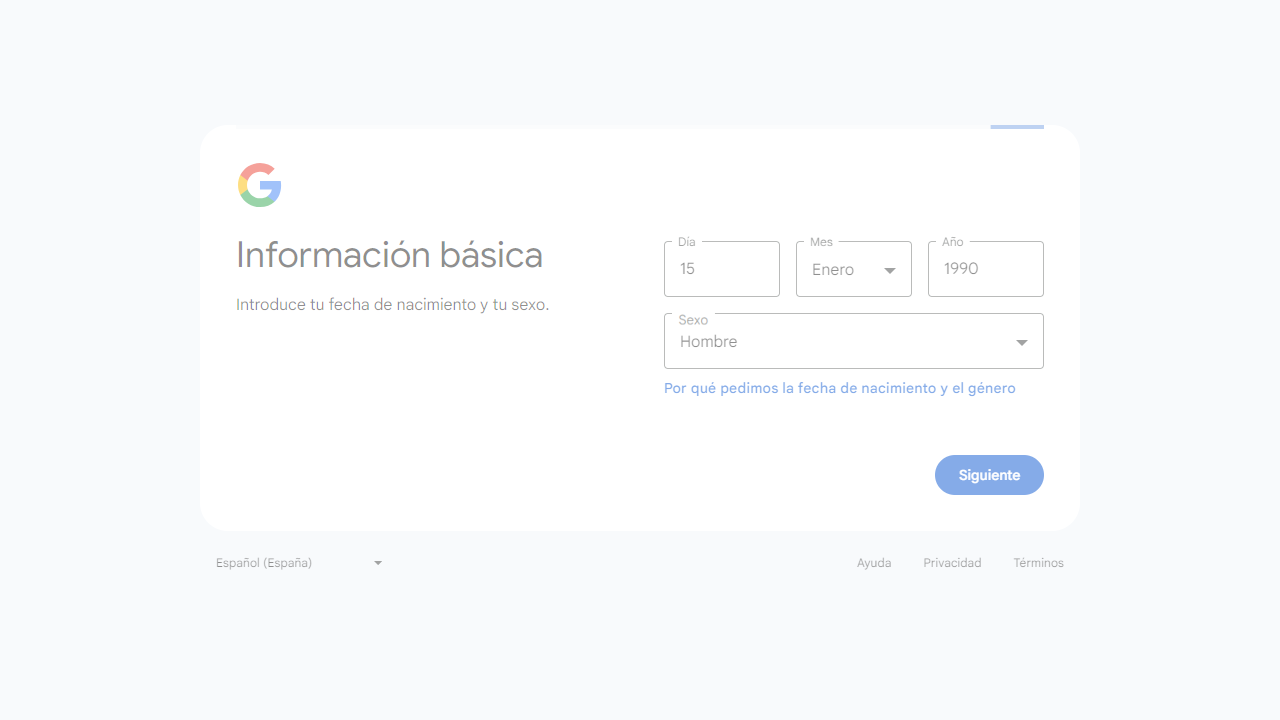 Información básica
Introduce tu fecha de nacimiento y tu sexo.
Día
15
Mes
Enero
Año
1990
Sexo
Hombre
Por qué pedimos la fecha de nacimiento y el género
Siguiente
Español (España)
Ayuda
Privacidad
Términos